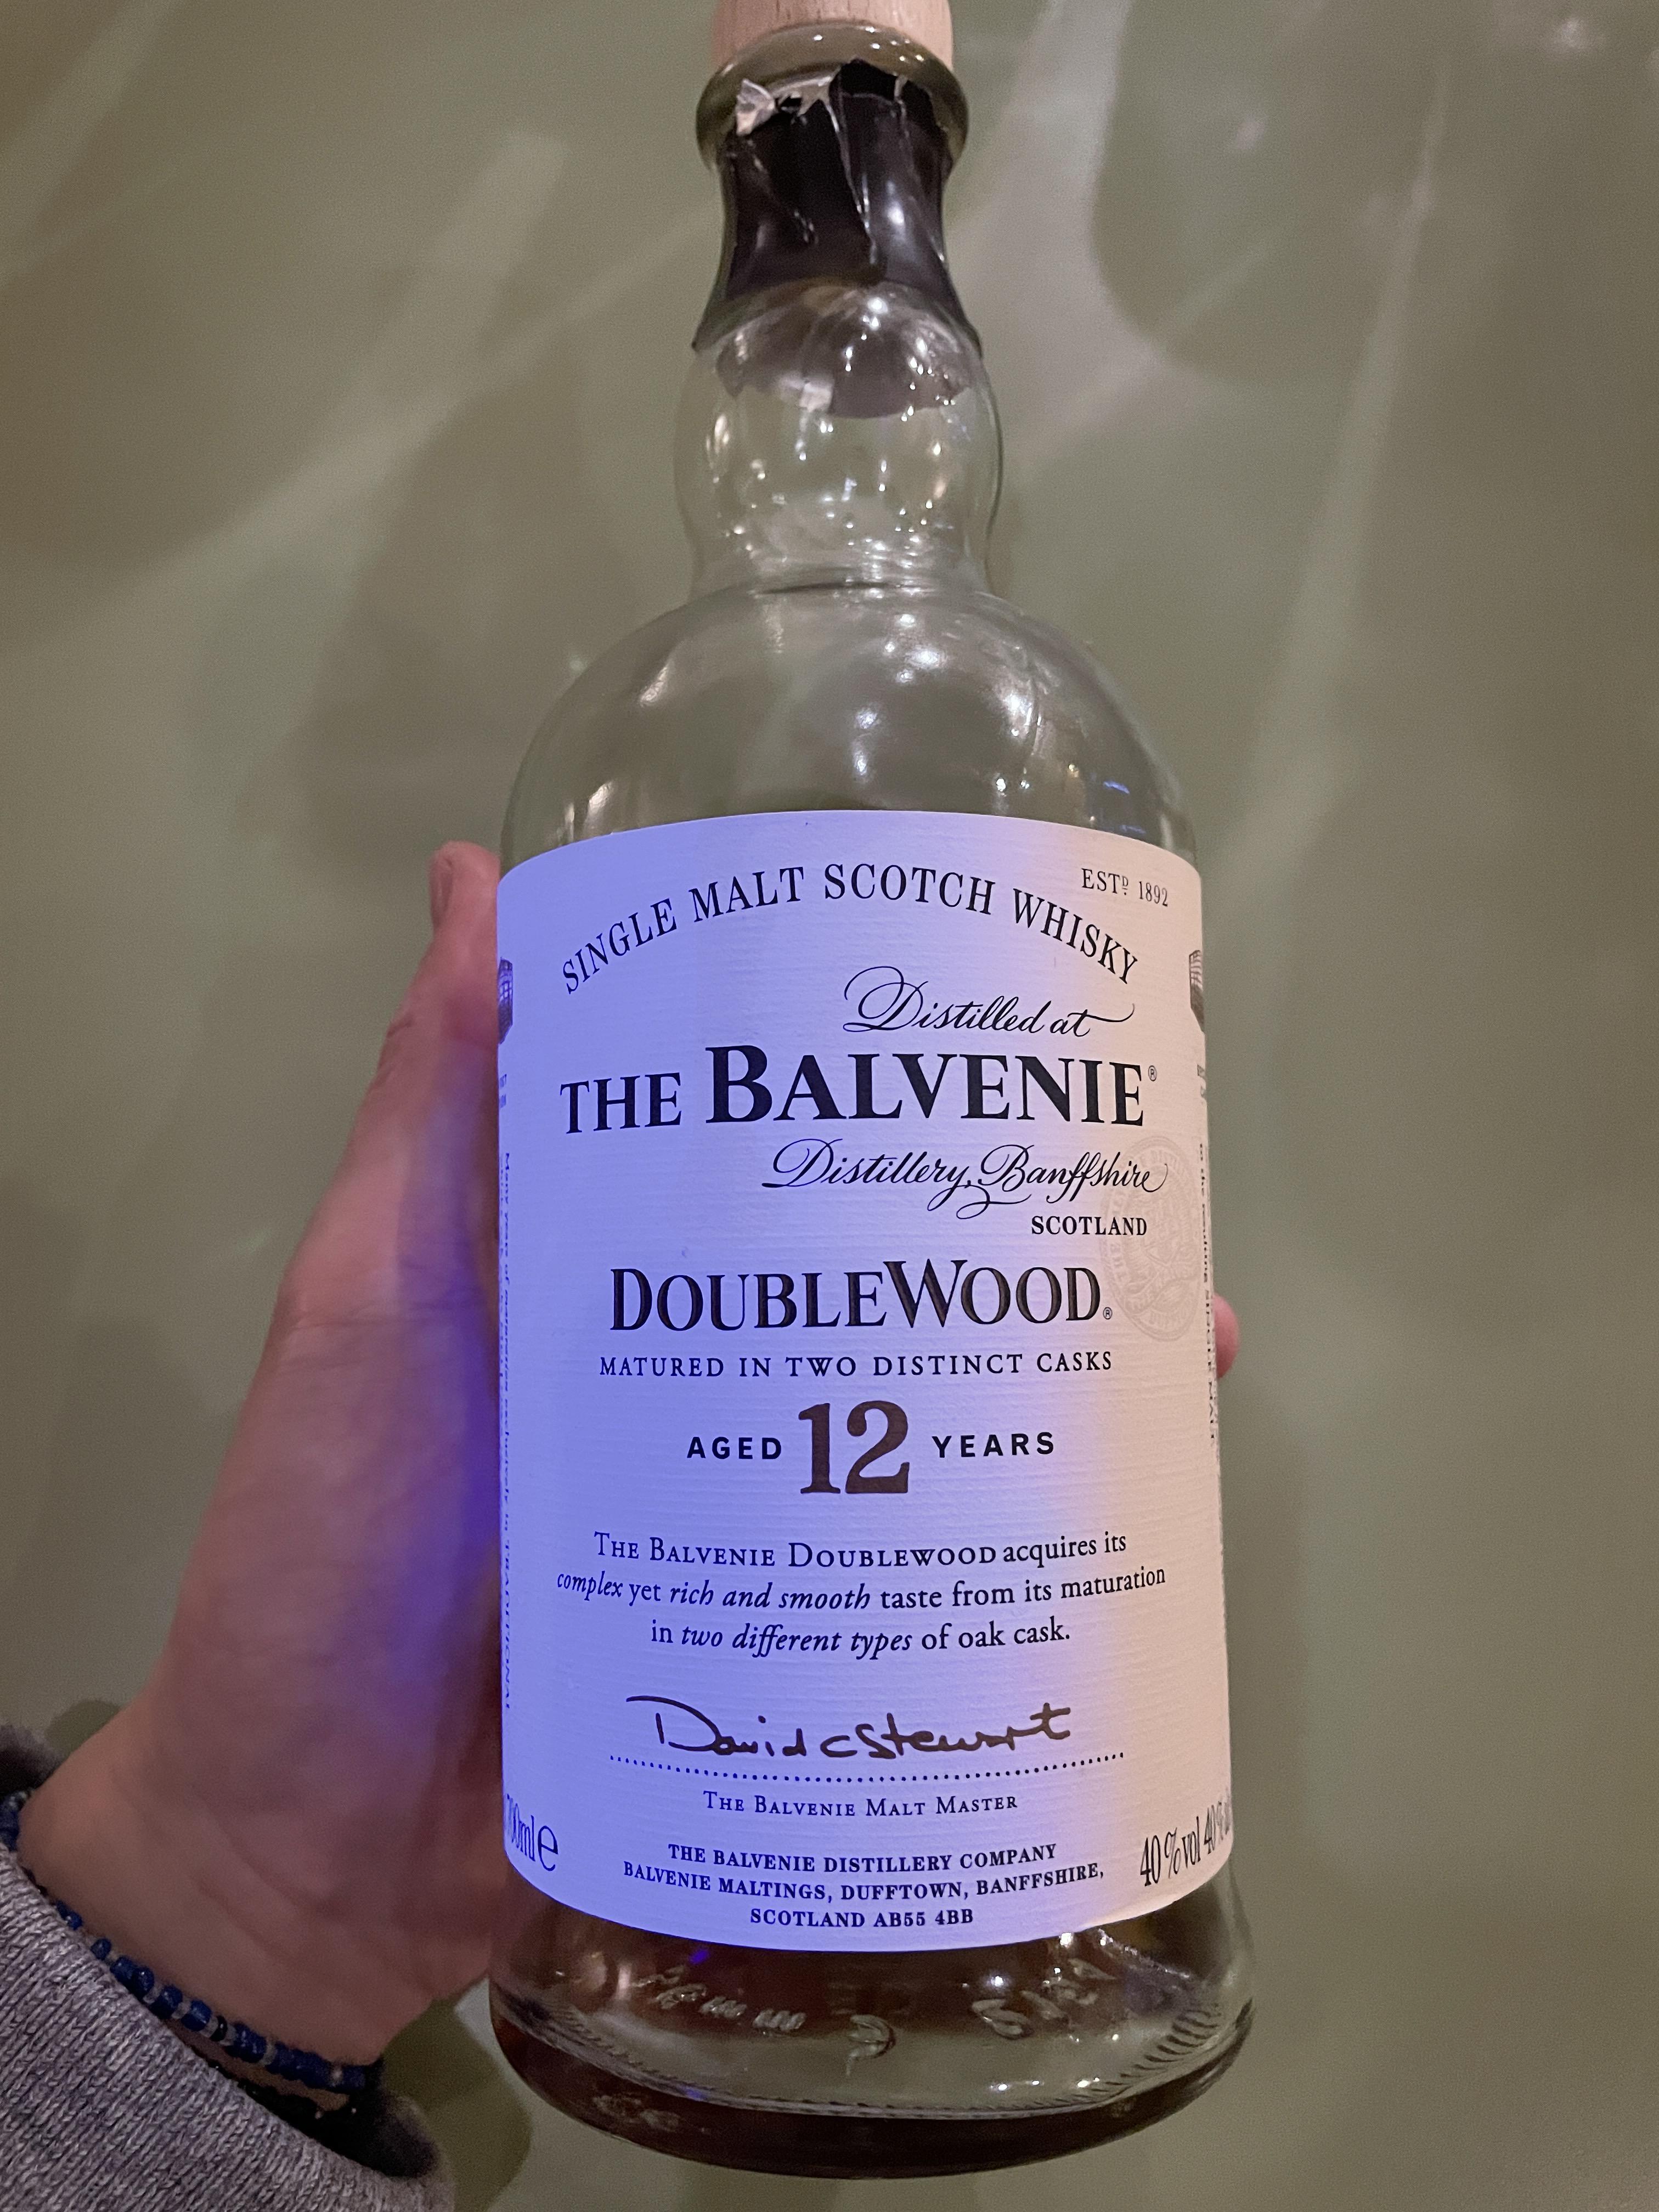 SINGLE MALT SCOTCH WHISKY
ESTD 1892
Distilled at
THE BALVENIE®
Distillery, Banffshire
SCOTLAND
DOUBLEWOOD®
MATURED IN TWO DISTINCT CASKS
AGED 12 YEARS
THE BALVENIE DOUBLEWOOD acquires its
complex yet rich and smooth taste from its maturation
in two different types of oak cask.
David C Stewart
THE BALVENIE MALT MASTER
700ml e
40%vol
THE BALVENIE DISTILLERY COMPANY
BALVENIE MALTINGS, DUFFTOWN, BANFFSHIRE,
SCOTLAND AB55 4BB